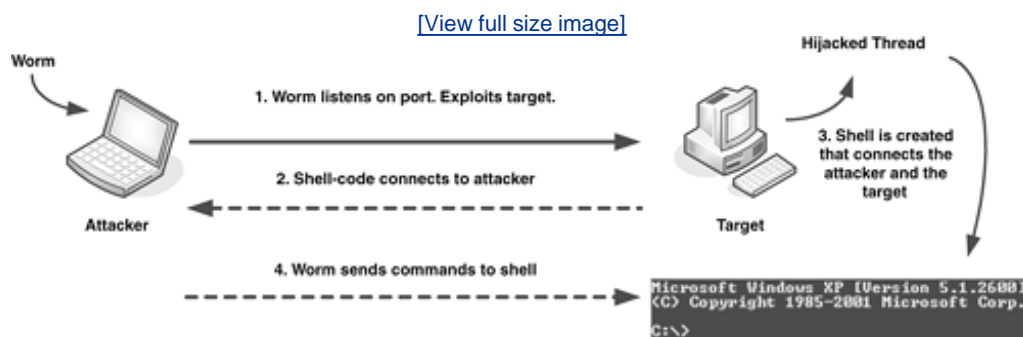 [View full size image]
Hijacked Thread
Worm
1. Worm listens on port. Exploits target.
3. Shell is created
that connects the
attacker and the
target
2. Shell-code connects to attacker
Attacker
Target
4. Worm sends commands to shell
Microsoft Windows XP [Version 5.1.2600]
(C) Copyright 1985-2001 Microsoft Corp.
C:\>